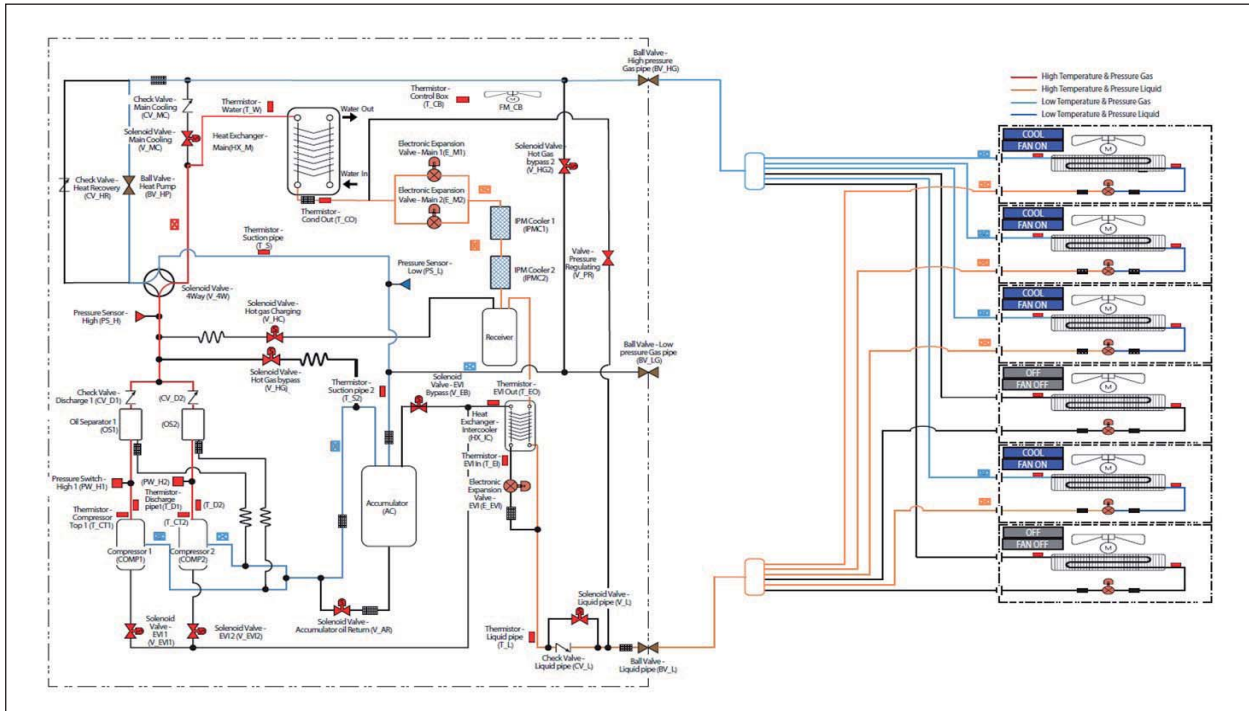 Ball Valve -
High pressure
Gas pipe (BV_HG)
Check Valve -
Main Cooling
(CV_MC)
Solenoid Valve -
Main Cooling
(V_MC)
Thermistor -
Water (T_W)
Heat Exchanger -
Main(HX_M)
Water Out
Water In
Thermistor -
Control Box
(T_CB)
FM_CB
High Temperature & Pressure Gas
High Temperature & Pressure Liquid
Low Temperature & Pressure Gas
Low Temperature & Pressure Liquid
Check Valve -
Heat Recovery
(CV_HR)
Ball Valve -
Heat Pump
(BV_HP)
Electronic Expansion
Valve - Main 1(E_M1)
Electronic Expansion
Valve - Main 2(E_M2)
Solenoid Valve -
Hot Gas
bypass 2
(V_HG2)
Thermistor -
Cond Out (T_CO)
IPM Cooler 1
(IPMC1)
IPM Cooler 2
(IPMC2)
Thermistor -
Suction pipe
(T_S)
Pressure Sensor -
Low (PS_L)
Valve -
Pressure
Regulating
(V_PR)
Solenoid Valve -
4Way (V_4W)
Pressure Sensor -
High (PS_H)
Solenoid Valve -
Hot gas Charging
(V_HC)
Receiver
Solenoid Valve -
Hot Gas bypass
(V_HG)
Ball Valve - Low
pressure Gas pipe
(BV_LG)
Check Valve -
Discharge 1 (CV_D1)
(CV_D2)
Thermistor -
Suction pipe 2
(T_S2)
Solenoid
Valve - EVI
Bypass (V_EB)
Thermistor -
EVI Out (T_EO)
Oil Separator 1
(OS1)
(OS2)
Heat
Exchanger -
Intercooler
(HX_IC)
Thermistor -
EVI In (T_EI)
Pressure Switch -
High 1 (PW_H1)
(PW_H2)
Thermistor -
Discharge
pipe1(T_D1)
(T_D2)
Accumulator
(AC)
Electronic
Expansion
Valve -
EVI (E_EVI)
Thermistor -
Compressor
Top 1 (T_CT1)
(T_CT2)
Compressor 1
(COMP1)
Compressor 2
(COMP2)
Solenoid
Valve -
EVI 1
(V_EVI1)
Solenoid Valve -
EVI 2 (V_EVI2)
Solenoid Valve -
Accumulator oil Return (V_AR)
Thermistor -
Liquid pipe
(T_L)
Solenoid Valve -
Liquid pipe (V_L)
Check Valve -
Liquid pipe (CV_L)
Ball Valve -
Liquid pipe (BV_L)
COOL
FAN ON
M
COOL
FAN ON
M
COOL
FAN ON
M
OFF
FAN OFF
M
COOL
FAN ON
M
OFF
FAN OFF
M